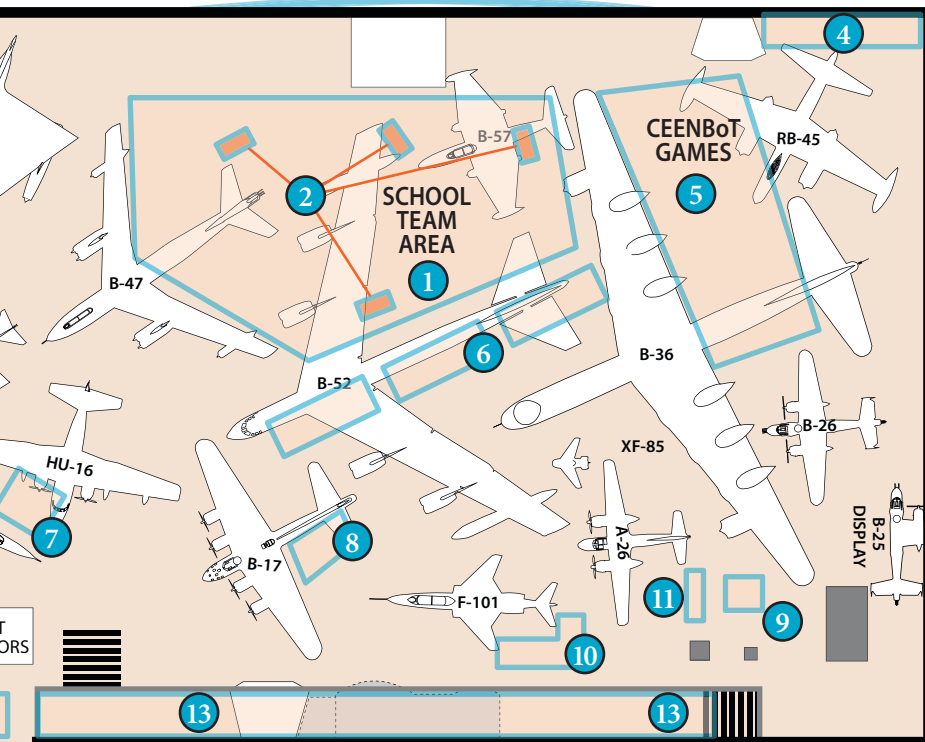 4
B-57
CEENBoT
GAMES
RB-45
2
SCHOOL
TEAM
AREA
5
1
B-47
6
B-36
B-52
B-26
XF-85
HU-16
7
8
B-17
A-26
B-25
DISPLAY
F-101
11
9
10
T
ORS
13
13